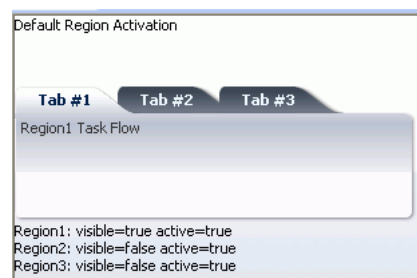 Default Region Activation
Tab #1 Tab #2 Tab #3
Region1 Task Flow
Region1: visible=true active=true
Region2: visible=false active=true
Region3: visible=false active=true